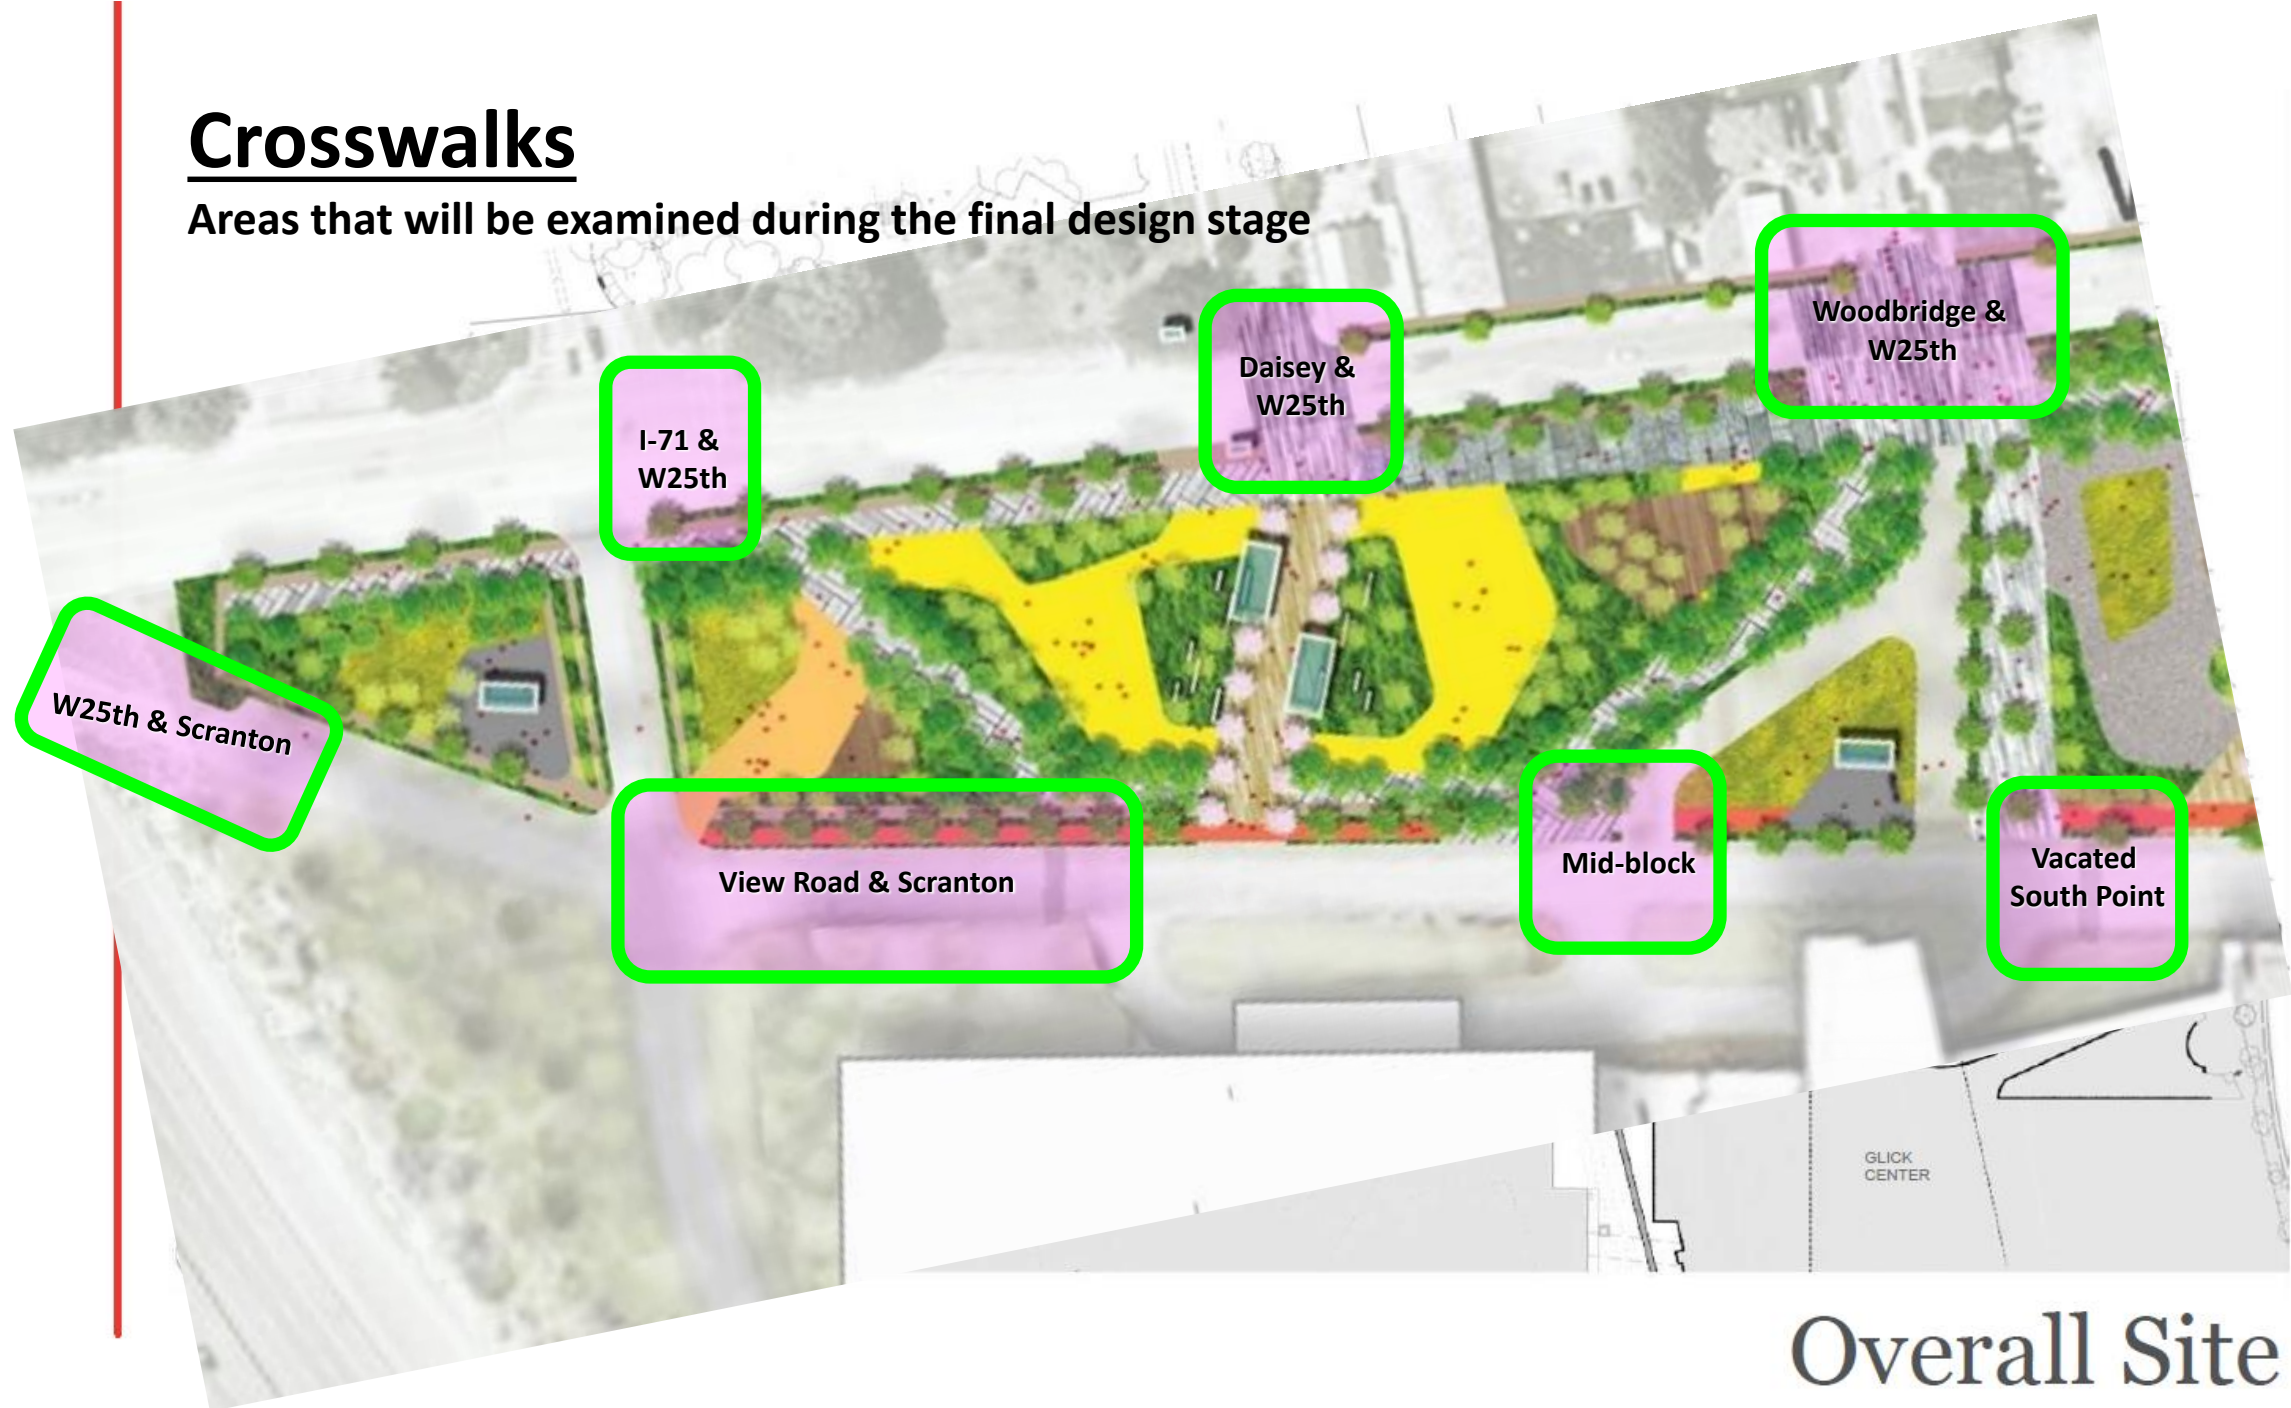 Crosswalks
Areas that will be examined during the final design stage
Woodbridge &
W25th
Daisey &
W25th
I-71 &
W25th
W25th & Scranton
View Road & Scranton
Mid-block
Vacated
South Point
GLICK
CENTER
Overall Site